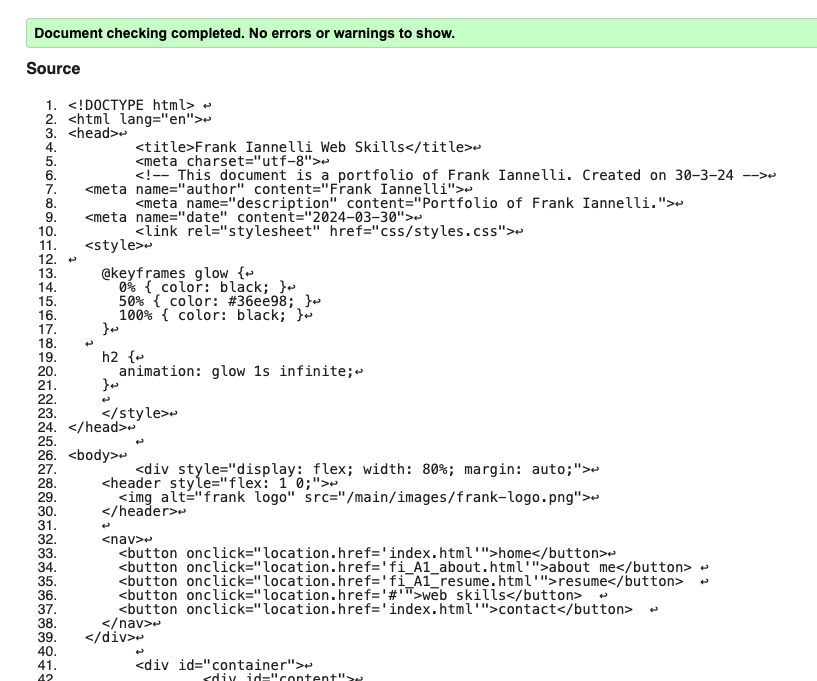 Document checking completed. No errors or warnings to show.
Source
1. <!DOCTYPE html> ↩
2. <html lang="en">↩
3. <head>↩
4. <title>Frank Iannelli Web Skills</title>↩
5. <meta charset="utf-8">↩
6. <!-- This document is a portfolio of Frank Iannelli. Created on 30-3-24 -->↩
7. <meta name="author" content="Frank Iannelli">↩
8. <meta name="description" content="Portfolio of Frank Iannelli.">↩
9. <meta name="date" content="2024-03-30">↩
10. <link rel="stylesheet" href="css/styles.css">↩
11. <style>↩
12. ↩
13. @keyframes glow {↩
14. 0% { color: black; }↩
15. 50% { color: #36ee98; }↩
16. 100% { color: black; }↩
17. }↩
18. ↩
19. h2 {↩
20. animation: glow 1s infinite;↩
21. }↩
22. ↩
23. </style>↩
24. </head>↩
25. ↩
26. <body>↩
27. <div style="display: flex; width: 80%; margin: auto;">↩
28. <header style="flex: 1 0;">↩
29. <img alt="frank logo" src="/main/images/frank-logo.png">↩
30. </header>↩
31. ↩
32. <nav>↩
33. <button onclick="location.href='index.html'">home</button>↩
34. <button onclick="location.href='fi_A1_about.html'">about me</button> ↩
35. <button onclick="location.href='fi_A1_resume.html'">resume</button> ↩
36. <button onclick="location.href='#'">web skills</button> ↩
37. <button onclick="location.href='index.html'">contact</button> ↩
38. </nav>↩
39. </div>↩
40. ↩
41. <div id="container">↩
42. <div id="content">↩